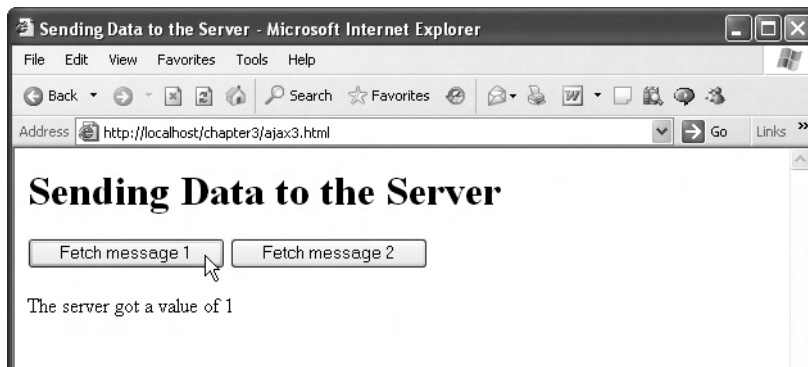 Sending Data to the Server - Microsoft Internet Explorer
File Edit View Favorites Tools Help
Back Search Favorites W
Address http://localhost/chapter3/ajax3.html Go Links »
Sending Data to the Server
Fetch message 1 Fetch message 2
The server got a value of 1